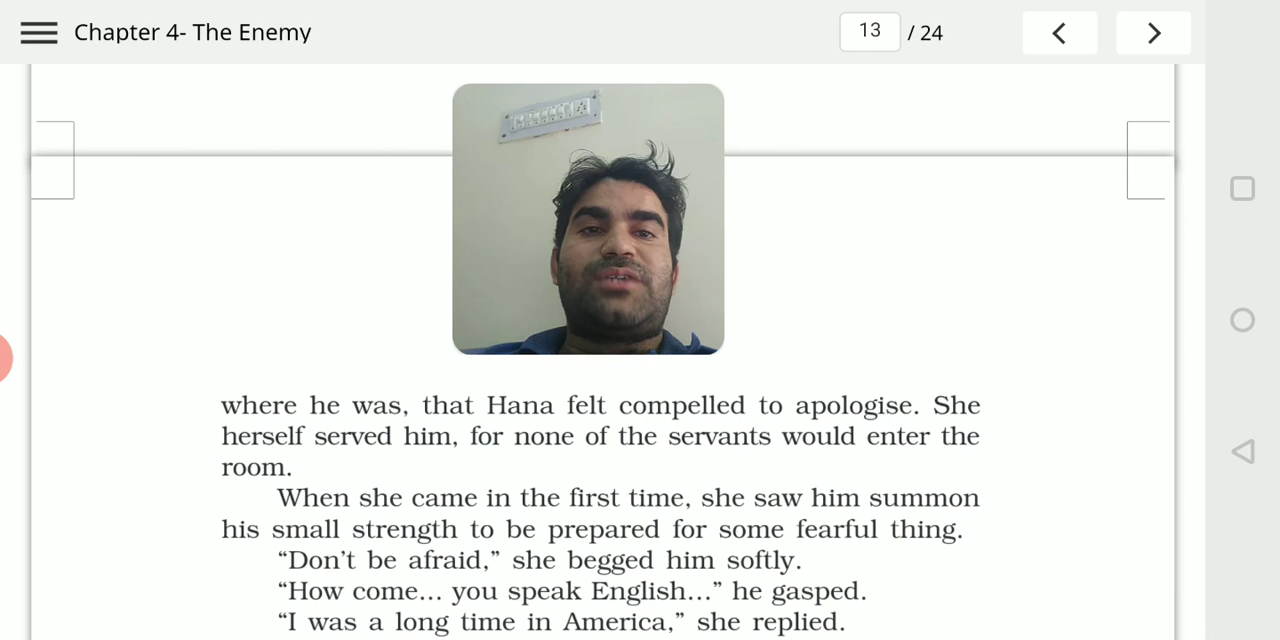 Chapter 4- The Enemy
13 / 24
where he was, that Hana felt compelled to apologise. She
herself served him, for none of the servants would enter the
room.
When she came in the first time, she saw him summon
his small strength to be prepared for some fearful thing.
“Don’t be afraid,” she begged him softly.
“How come... you speak English...” he gasped.
“I was a long time in America,” she replied.